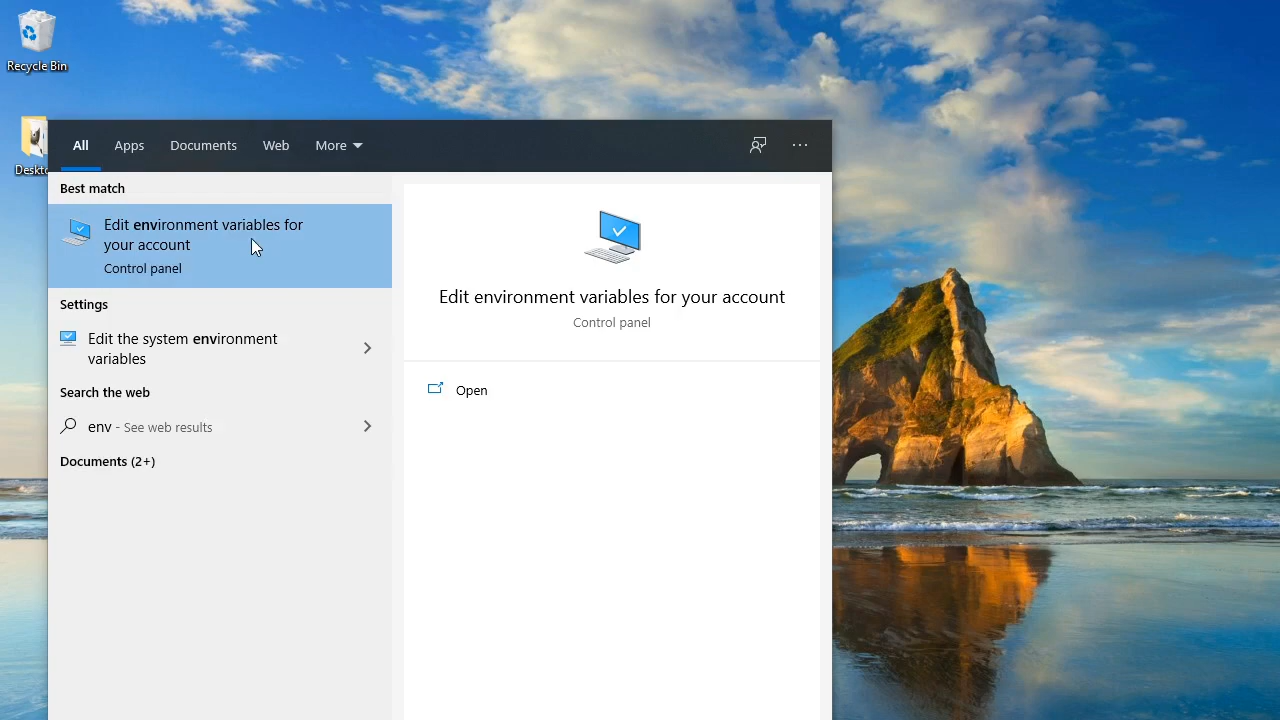 Recycle Bin
Deskto
All
Apps
Documents
Web
More
Best match
Edit environment variables for
your account
Control panel
Settings
Edit the system environment
variables
Search the web
env - See web results
Documents (2+)
Edit environment variables for your account
Control panel
Open